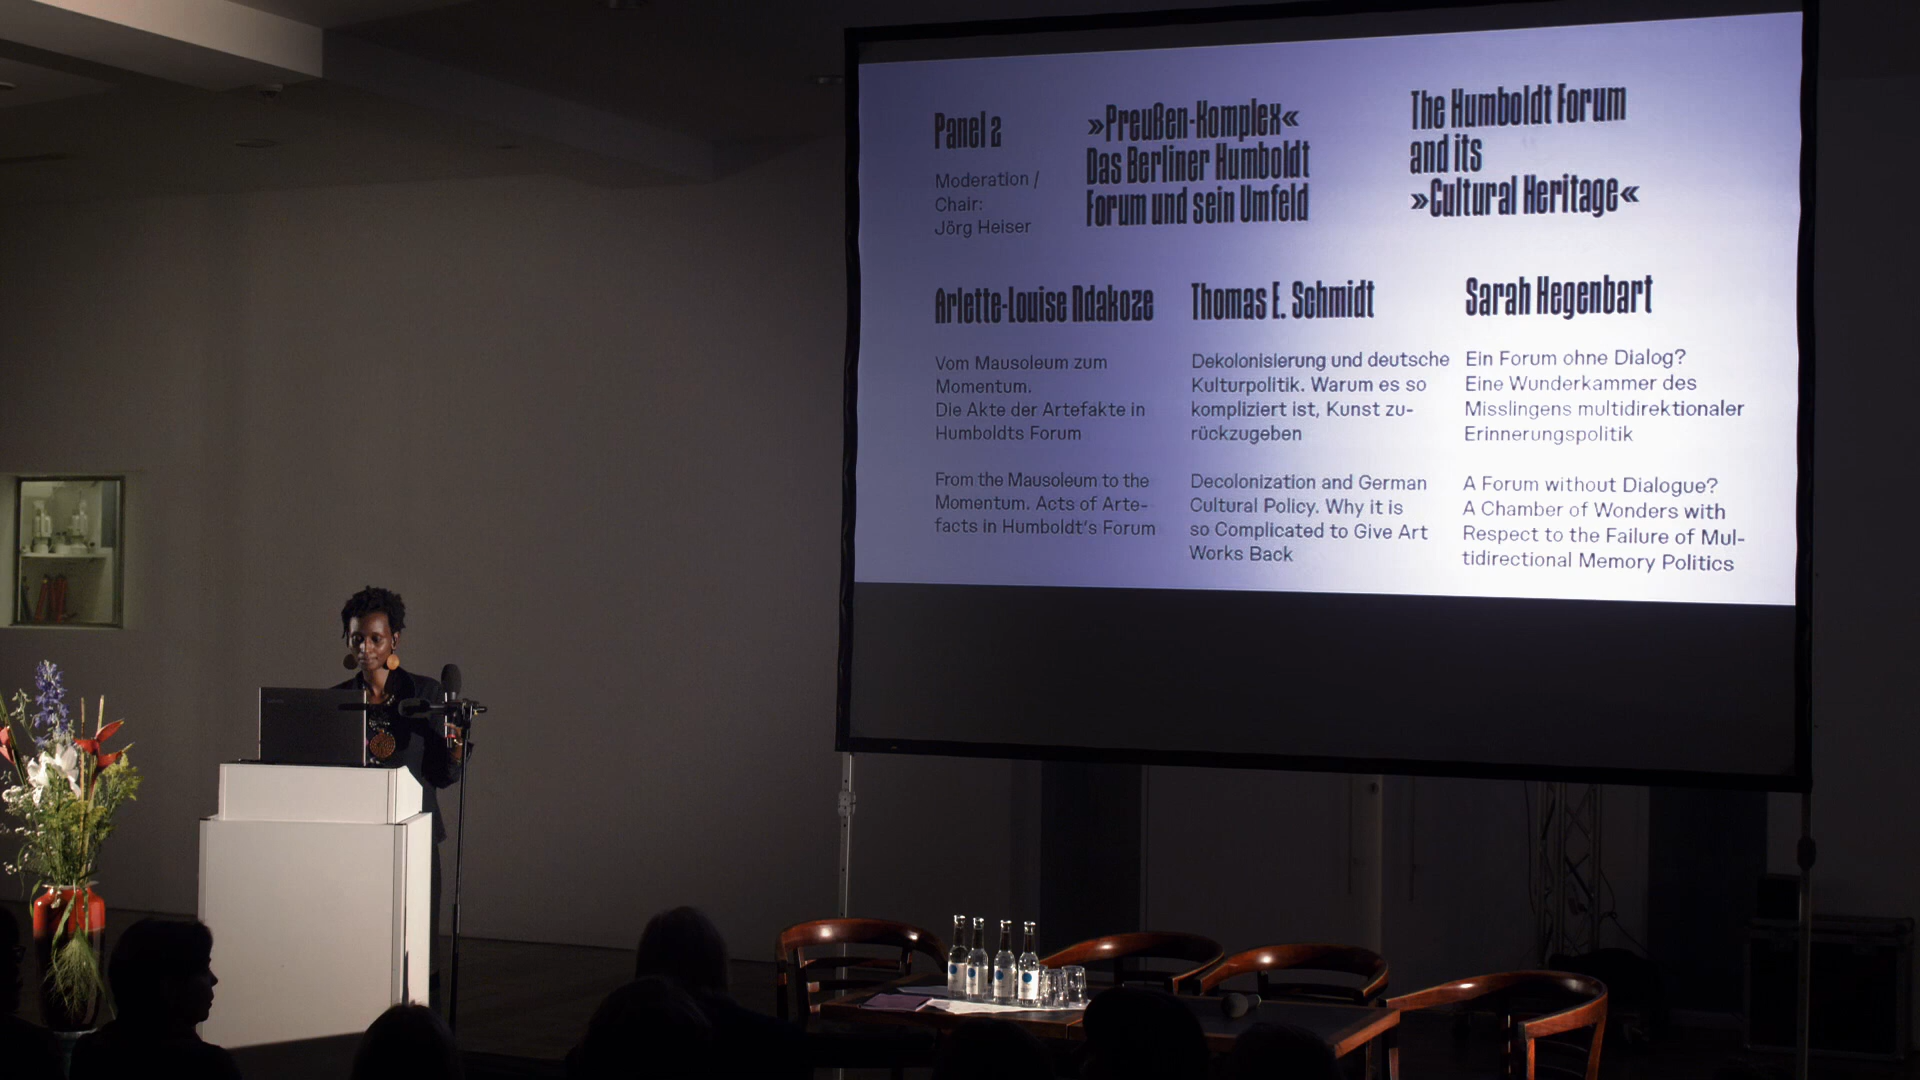 Panel 2
Moderation /
Chair:
Jörg Heiser
»Preußen-Komplex«
Das Berliner Humboldt
Forum und sein Umfeld
The Humboldt Forum
and its
»Cultural Heritage«
Arlette-Louise Ndakoze
Vom Mausoleum zum
Momentum.
Die Akte der Artefakte in
Humboldts Forum
From the Mausoleum to the
Momentum. Acts of Arte-
facts in Humboldt's Forum
Thomas E. Schmidt
Dekolonisierung und deutsche
Kulturpolitik. Warum es so
kompliziert ist, Kunst zu-
rückzugeben
Decolonization and German
Cultural Policy. Why it is
so Complicated to Give Art
Works Back
Sarah Hegenbart
Ein Forum ohne Dialog?
Eine Wunderkammer des
Misslingens multidirektionaler
Erinnerungspolitik
A Forum without Dialogue?
A Chamber of Wonders with
Respect to the Failure of Mul-
tidirectional Memory Politics